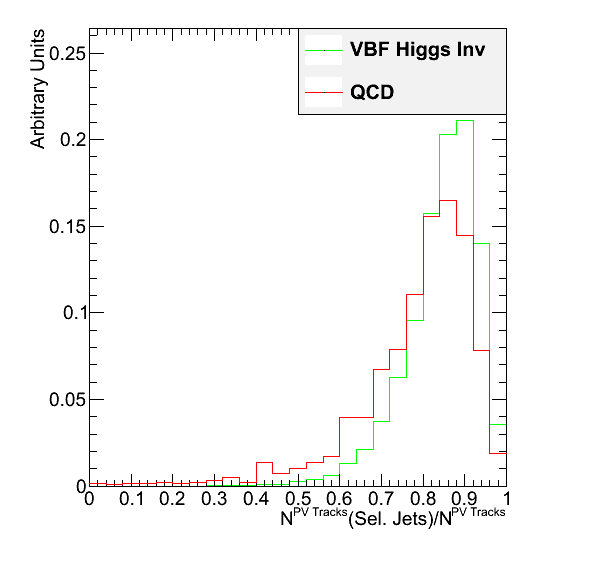 VBF Higgs Inv
QCD
Arbitrary Units
0.25
0.2
0.15
0.1
0.05
0
0 0.1 0.2 0.3 0.4 0.5 0.6 0.7 0.8 0.9 1
N^PV Tracks(Sel. Jets)/N^PV Tracks